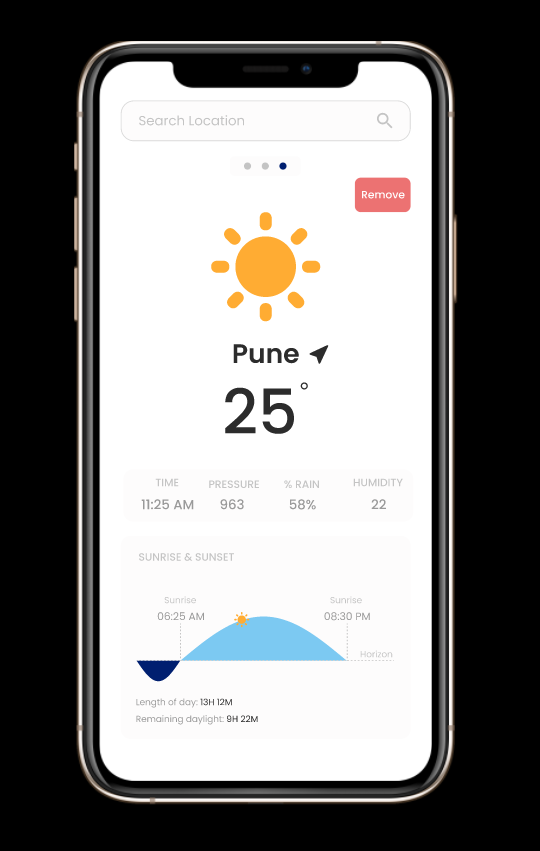 Search Location
Remove
Pune
25°
TIME PRESSURE % RAIN HUMIDITY
11:25 AM 963 58% 22
SUNRISE & SUNSET
Sunrise Sunrise
06:25 AM 08:30 PM
Horizon
Length of day: 13H 12M
Remaining daylight: 9H 22M